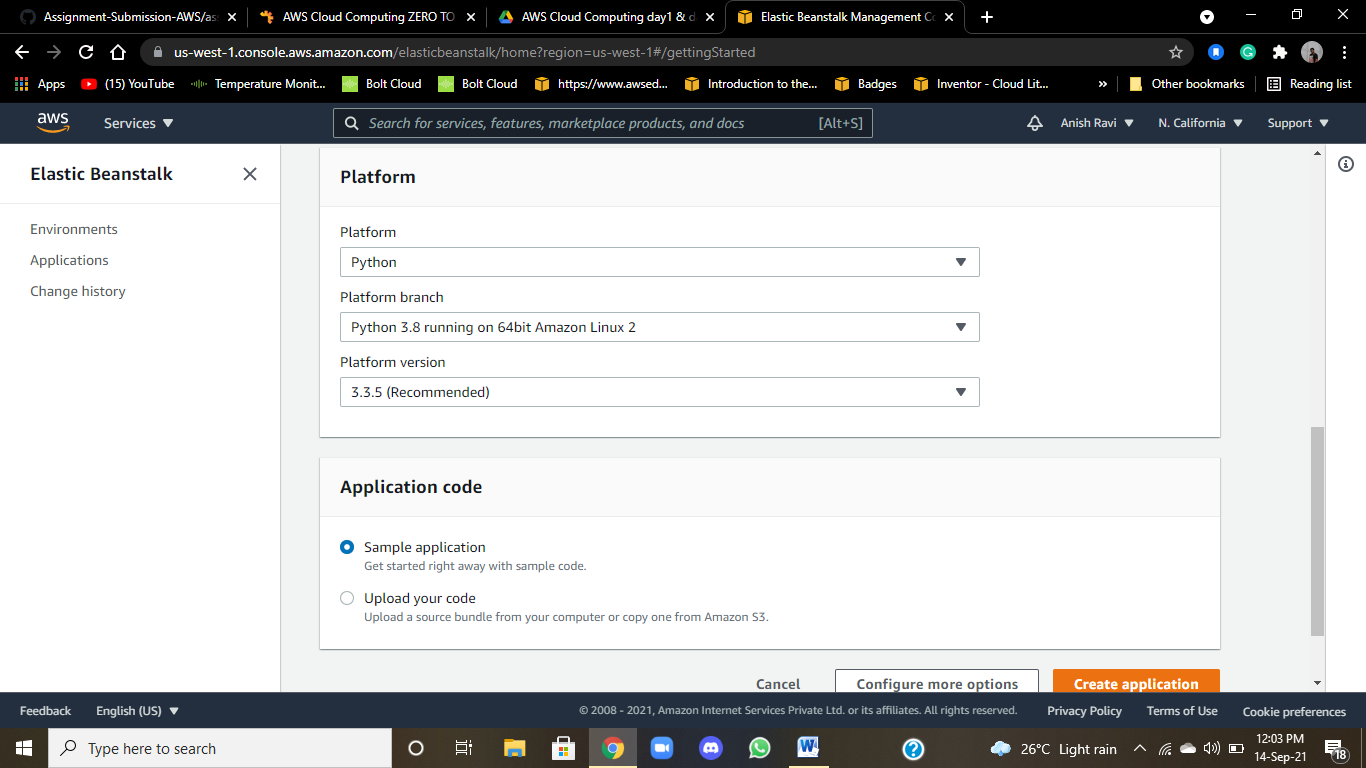 Assignment-Submission-AWS/as
AWS Cloud Computing ZERO TO
AWS Cloud Computing day1 & d
Elastic Beanstalk Management Co
us-west-1.console.aws.amazon.com/elasticbeanstalk/home?region=us-west-1#/gettingStarted
Apps (15) YouTube Temperature Monit... Bolt Cloud Bolt Cloud https://www.awsed... Introduction to the... Badges Inventor - Cloud Lit... » Other bookmarks Reading list
aws Services Search for services, features, marketplace products, and docs [Alt+S] Anish Ravi N. California Support
Elastic Beanstalk
Environments
Applications
Change history
Platform
Platform
Python
Platform branch
Python 3.8 running on 64bit Amazon Linux 2
Platform version
3.3.5 (Recommended)
Application code
Sample application
Get started right away with sample code.
Upload your code
Upload a source bundle from your computer or copy one from Amazon S3.
Cancel Configure more options Create application
Feedback English (US) © 2008 - 2021, Amazon Internet Services Private Ltd. or its affiliates. All rights reserved. Privacy Policy Terms of Use Cookie preferences
Type here to search
26°C Light rain
12:03 PM
14-Sep-21
18